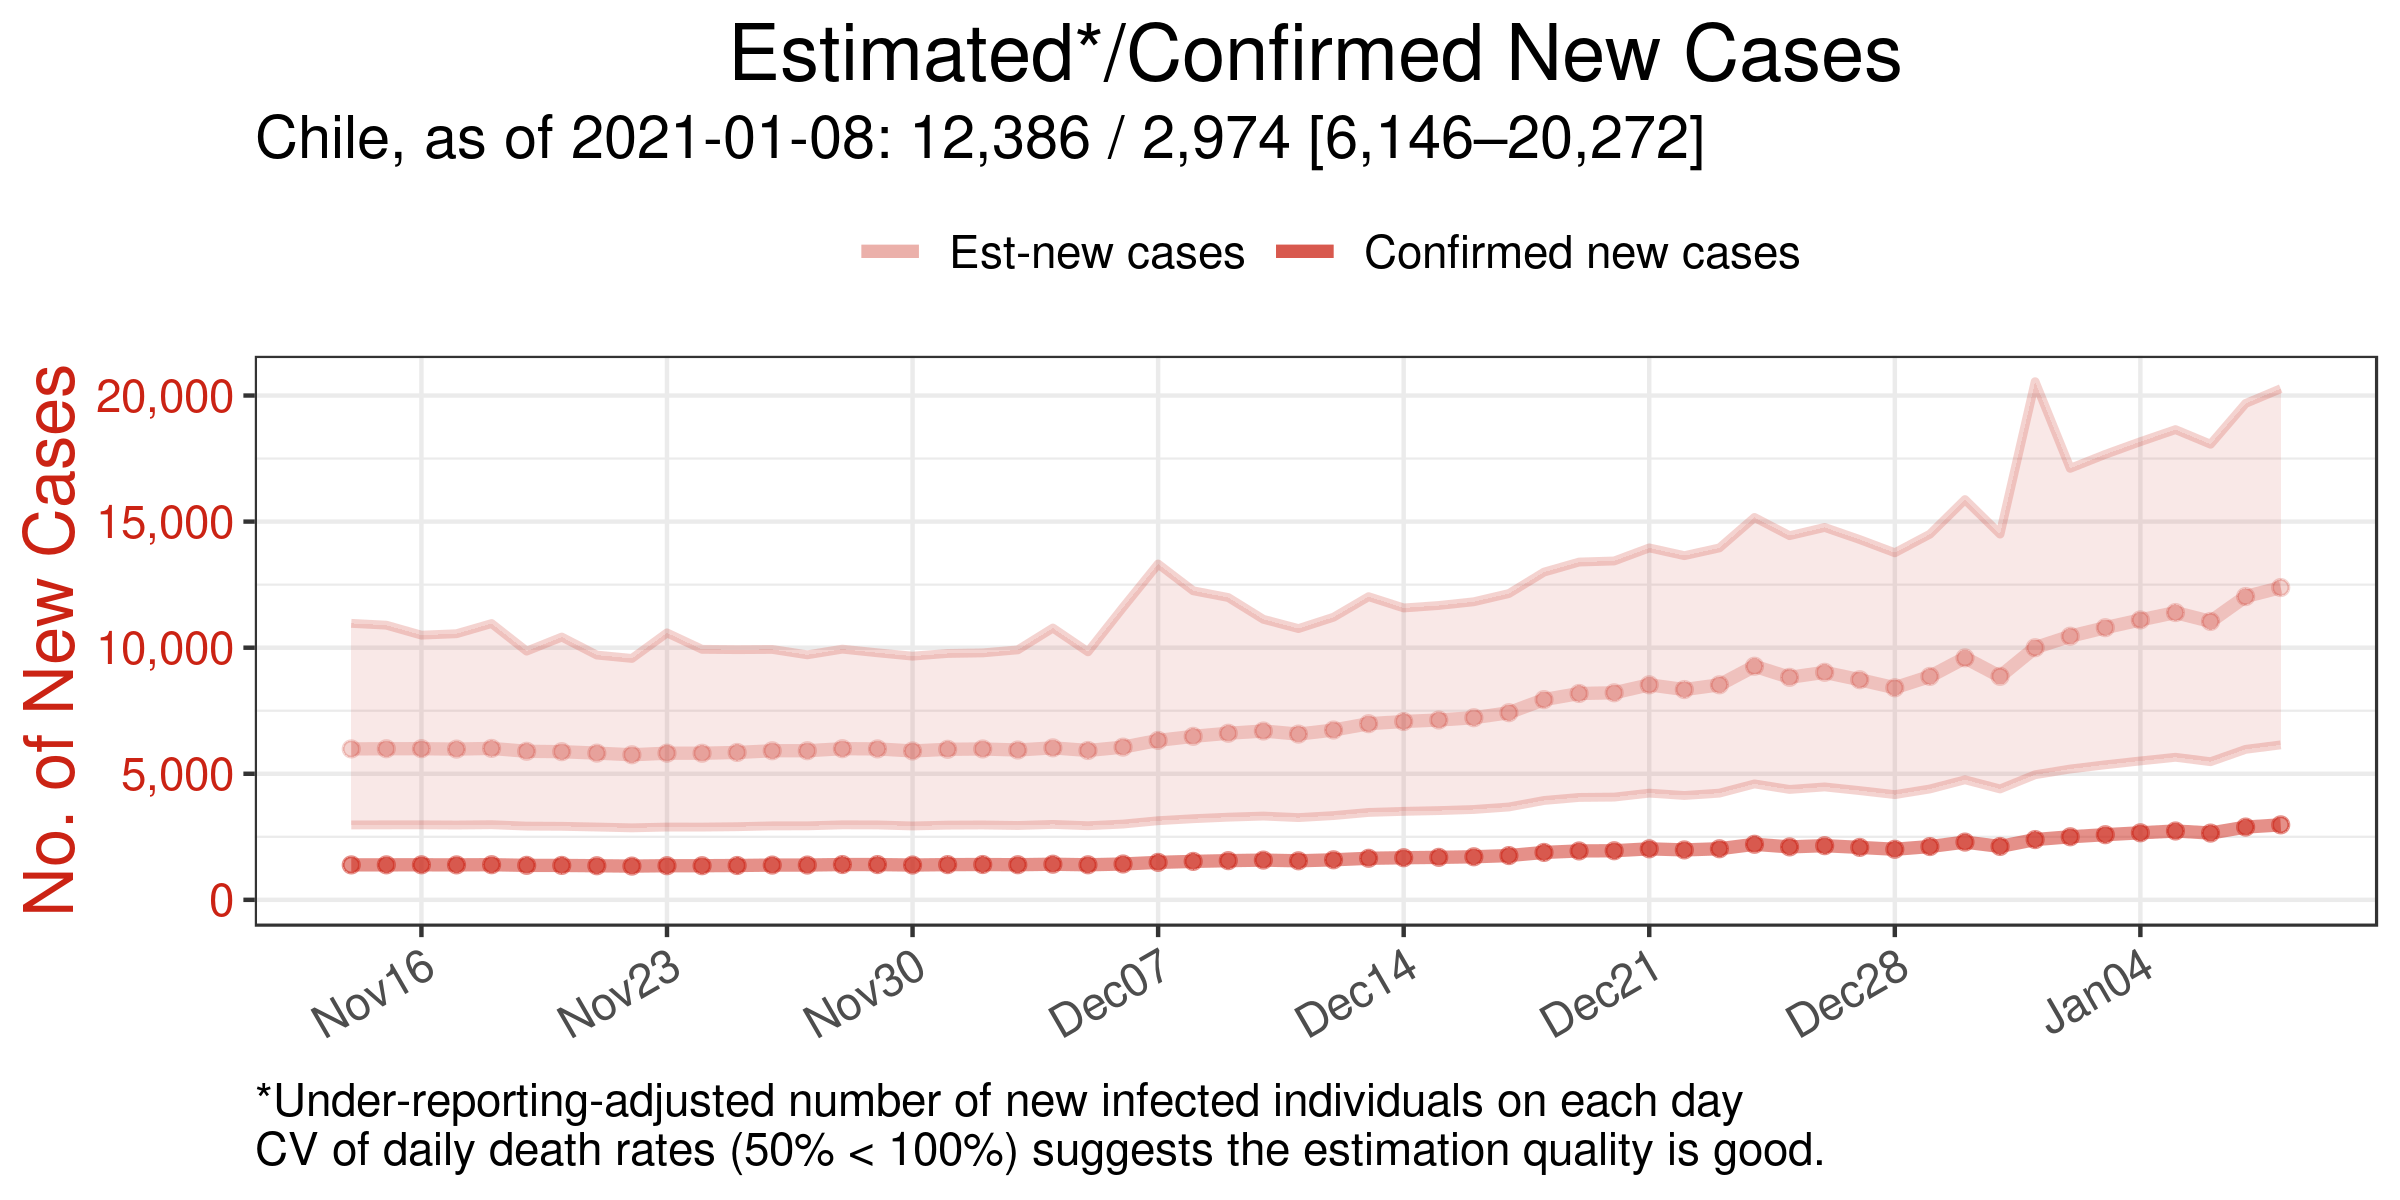 Estimated*/Confirmed New Cases
Chile, as of 2021-01-08: 12,386 / 2,974 [6,146–20,272]
Est-new cases
Confirmed new cases
No. of New Cases
20,000
15,000
10,000
5,000
0
Nov16
Nov23
Nov30
Dec07
Dec14
Dec21
Dec28
Jan04
*Under-reporting-adjusted number of new infected individuals on each day
CV of daily death rates (50% < 100%) suggests the estimation quality is good.